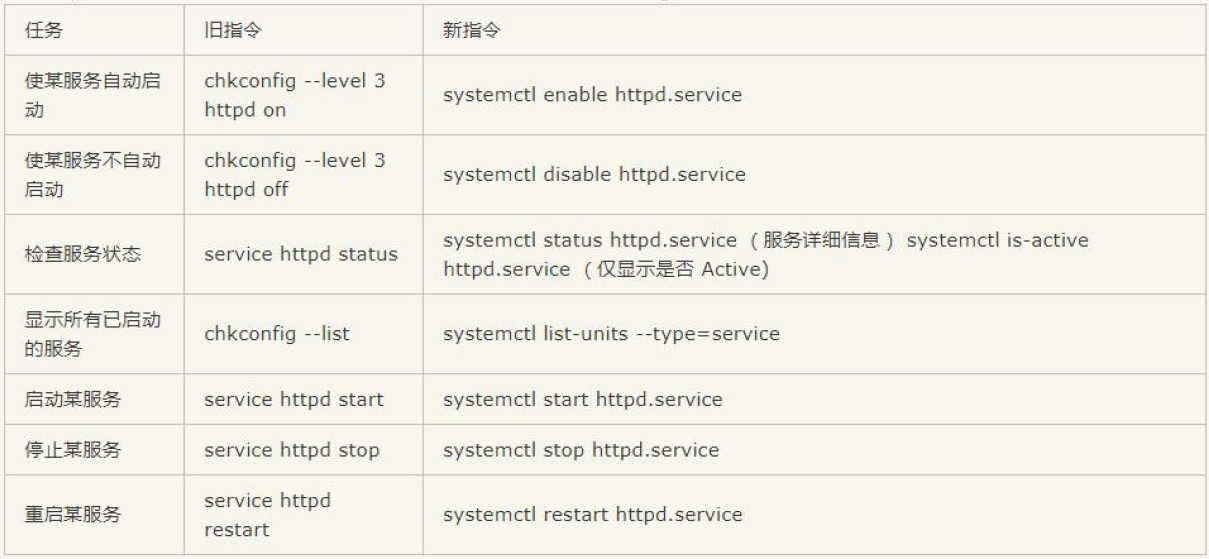 任务
旧指令
新指令
使某服务自动启
动
chkconfig --level 3
httpd on
systemctl enable httpd.service
使某服务不自动
启动
chkconfig --level 3
httpd off
systemctl disable httpd.service
检查服务状态
service httpd status
systemctl status httpd.service （服务详细信息） systemctl is-active
httpd.service （仅显示是否 Active)
显示所有已启动
的服务
chkconfig --list
systemctl list-units --type=service
启动某服务
service httpd start
systemctl start httpd.service
停止某服务
service httpd stop
systemctl stop httpd.service
重启某服务
service httpd
restart
systemctl restart httpd.service